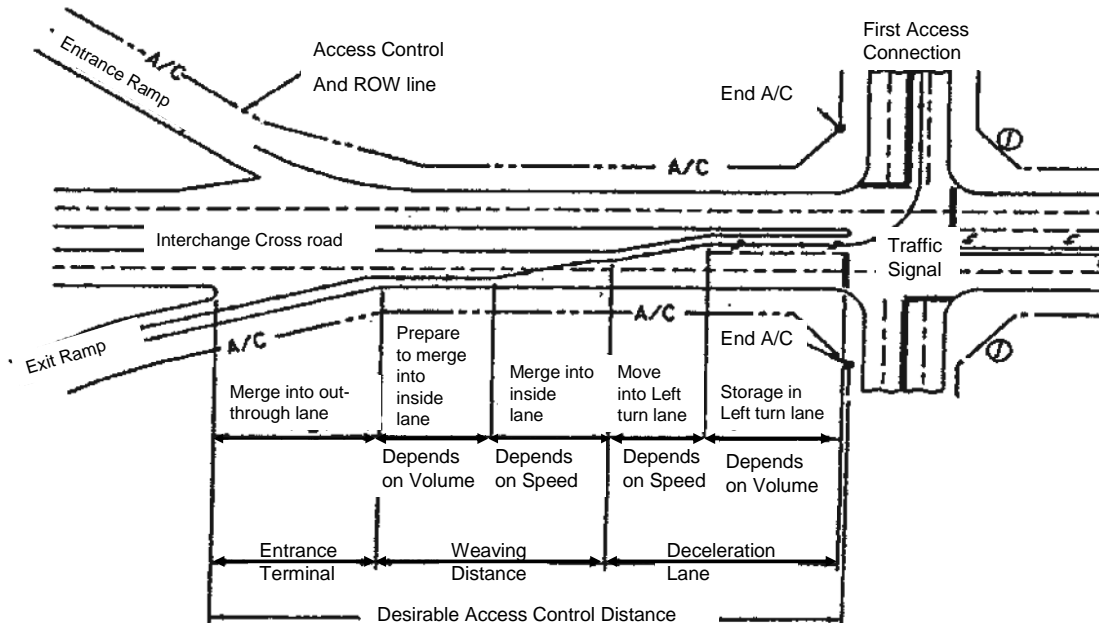 First Access
Connection
Entrance Ramp
A/C
Access Control
And ROW line
End A/C
1
A/C
Interchange Cross road
Traffic
Signal
Exit Ramp
A/C
A/C
End A/C
1
Merge into out-
through lane
Prepare
to merge
into
inside
lane
Merge into
inside
lane
Move
into Left
turn lane
Storage in
Left turn lane
Depends
on Volume
Depends
on Speed
Depends
on Speed
Depends
on Volume
Entrance
Terminal
Weaving
Distance
Deceleration
Lane
Desirable Access Control Distance